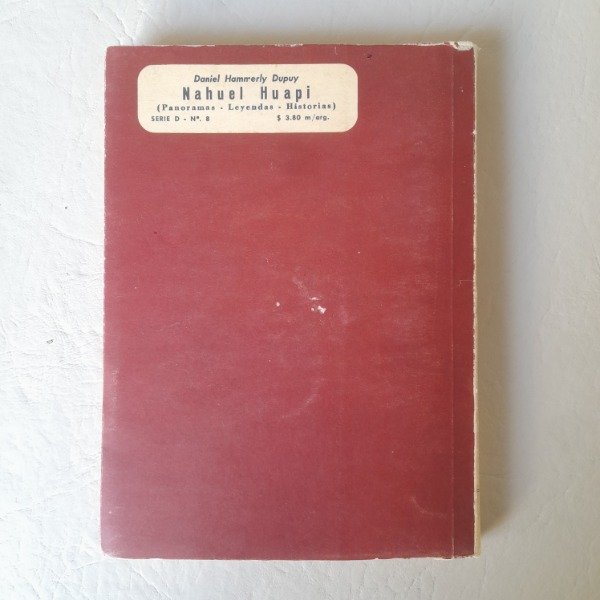 Daniel Hammerly Dupuy
Nahuel Huapi
(Panoramas - Leyendas - Historias)
SERIE D - Nº. 8 $ 3.80 m/arg.